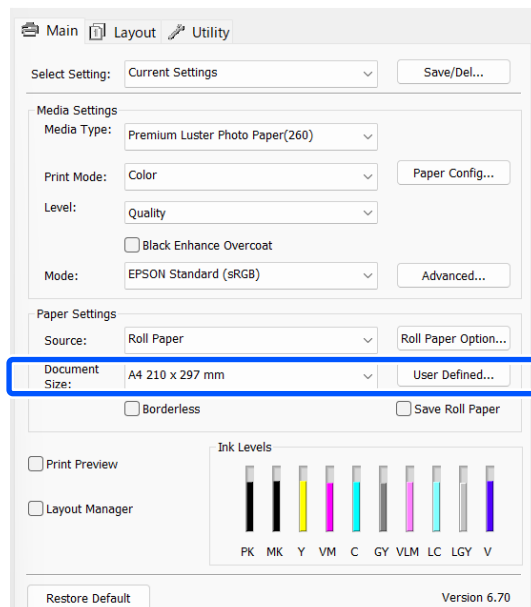 Main Layout Utility
Select Setting: Current Settings Save/Del...
Media Settings
Media Type: Premium Luster Photo Paper(260)
Print Mode: Color Paper Config...
Level: Quality
Black Enhance Overcoat
Mode: EPSON Standard (sRGB) Advanced...
Paper Settings
Source: Roll Paper Roll Paper Option...
Document
Size: A4 210 x 297 mm User Defined...
Borderless Save Roll Paper
Ink Levels
Print Preview
Layout Manager
PK MK Y VM C GY VLM LC LGY V
Restore Default Version 6.70